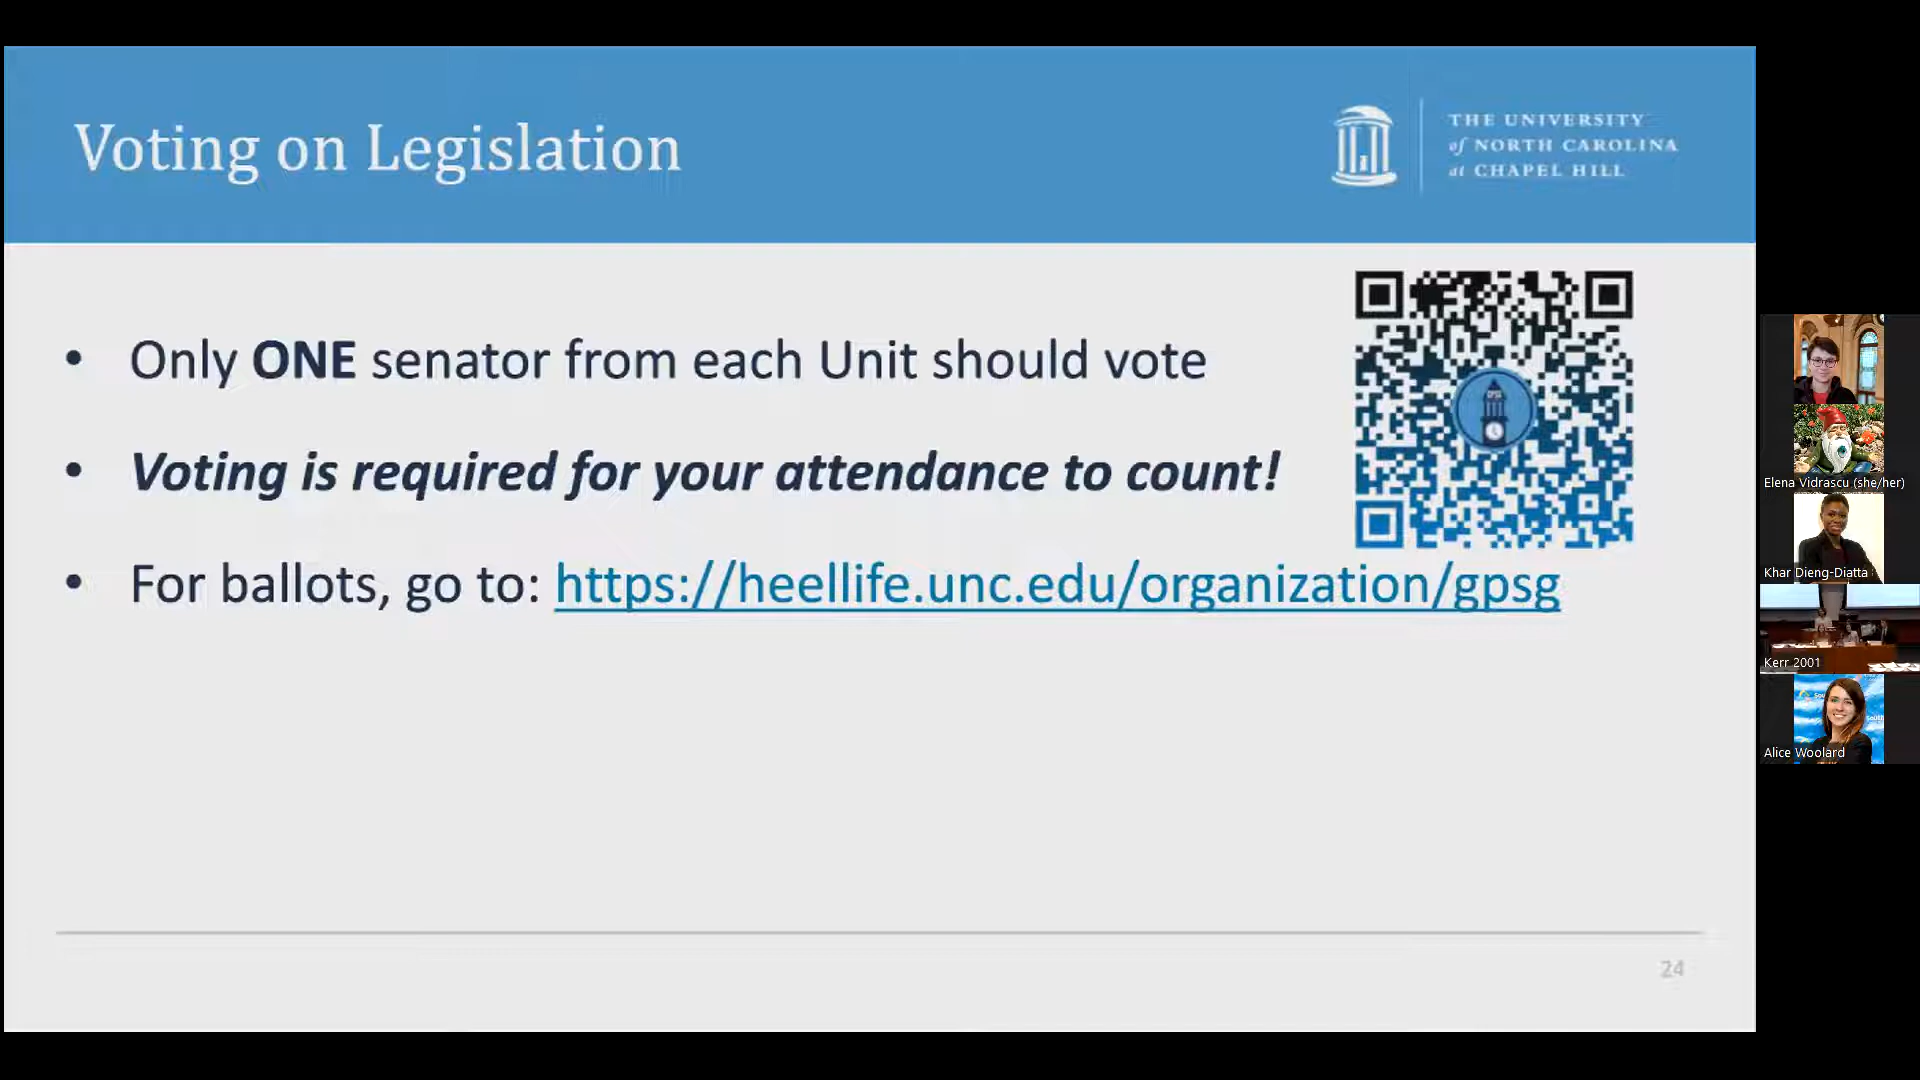 Voting on Legislation
THE UNIVERSITY
of NORTH CAROLINA
at CHAPEL HILL
• Only ONE senator from each Unit should vote
• Voting is required for your attendance to count!
• For ballots, go to: https://heellife.unc.edu/organization/gpsg
24
Elena Vidrascu (she/her)
Khar Dieng-Diatta
Kerr 2001
Alice Woolard